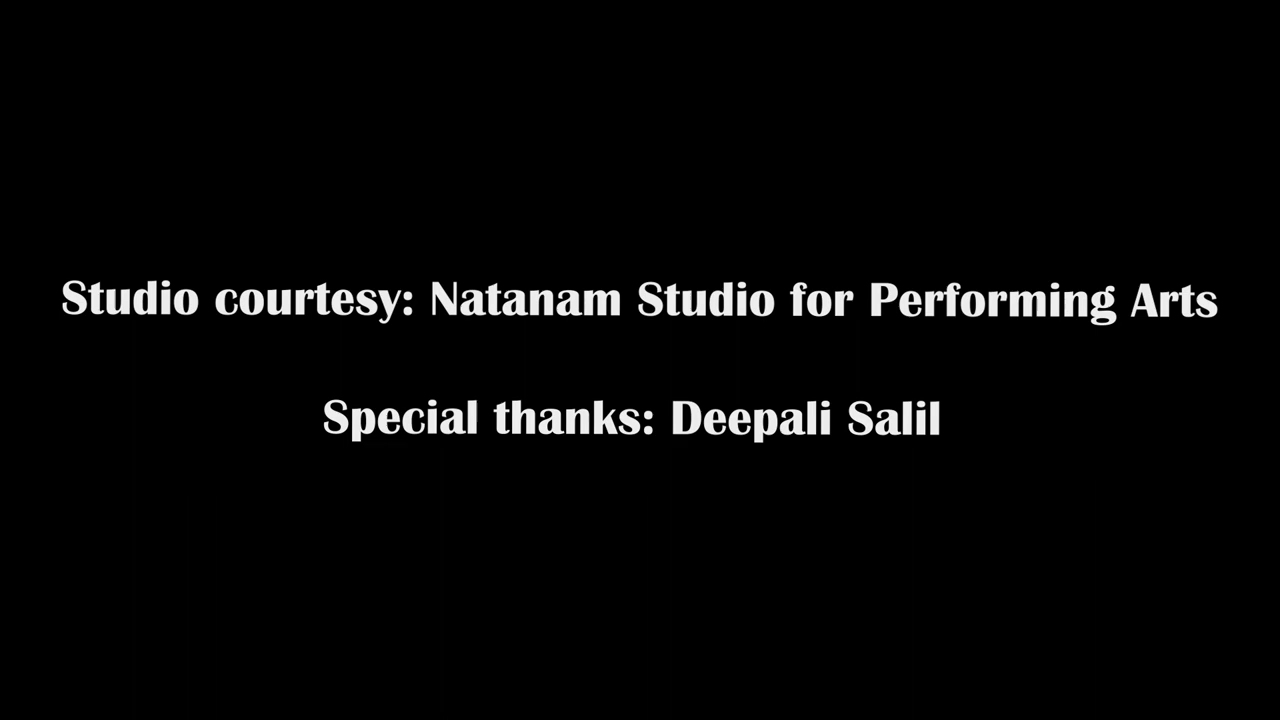 Studio courtesy: Natanam Studio for Performing Arts
Special thanks: Deepali Salil